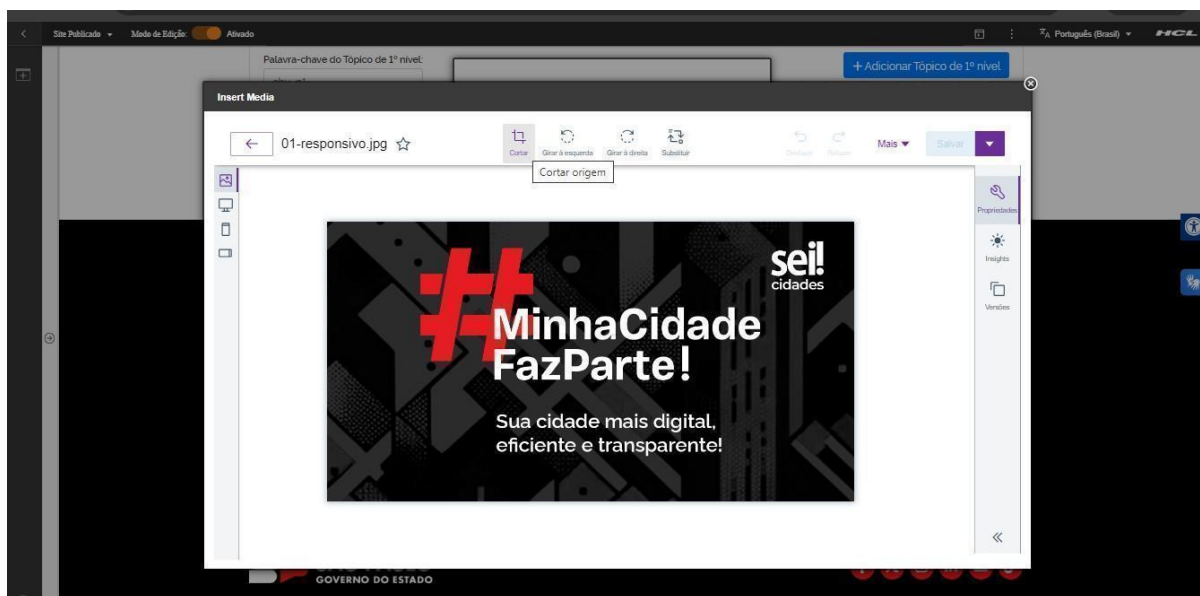 Site Publicado
Modo de Edição:
Ativado
Português (Brasil)
HCL
Palavra-chave do Tópico de 1º nível:
+ Adicionar Tópico de 1º nível
Insert Media
01-responsivo.jpg
Cortar
Girar à esquerda
Girar à direita
Substituir
Mais
Salvar
Cortar origem
Propriedades
Insights
Versões
sei!
cidades
#MinhaCidade
FazParte!
Sua cidade mais digital,
eficiente e transparente!
GOVERNO DO ESTADO